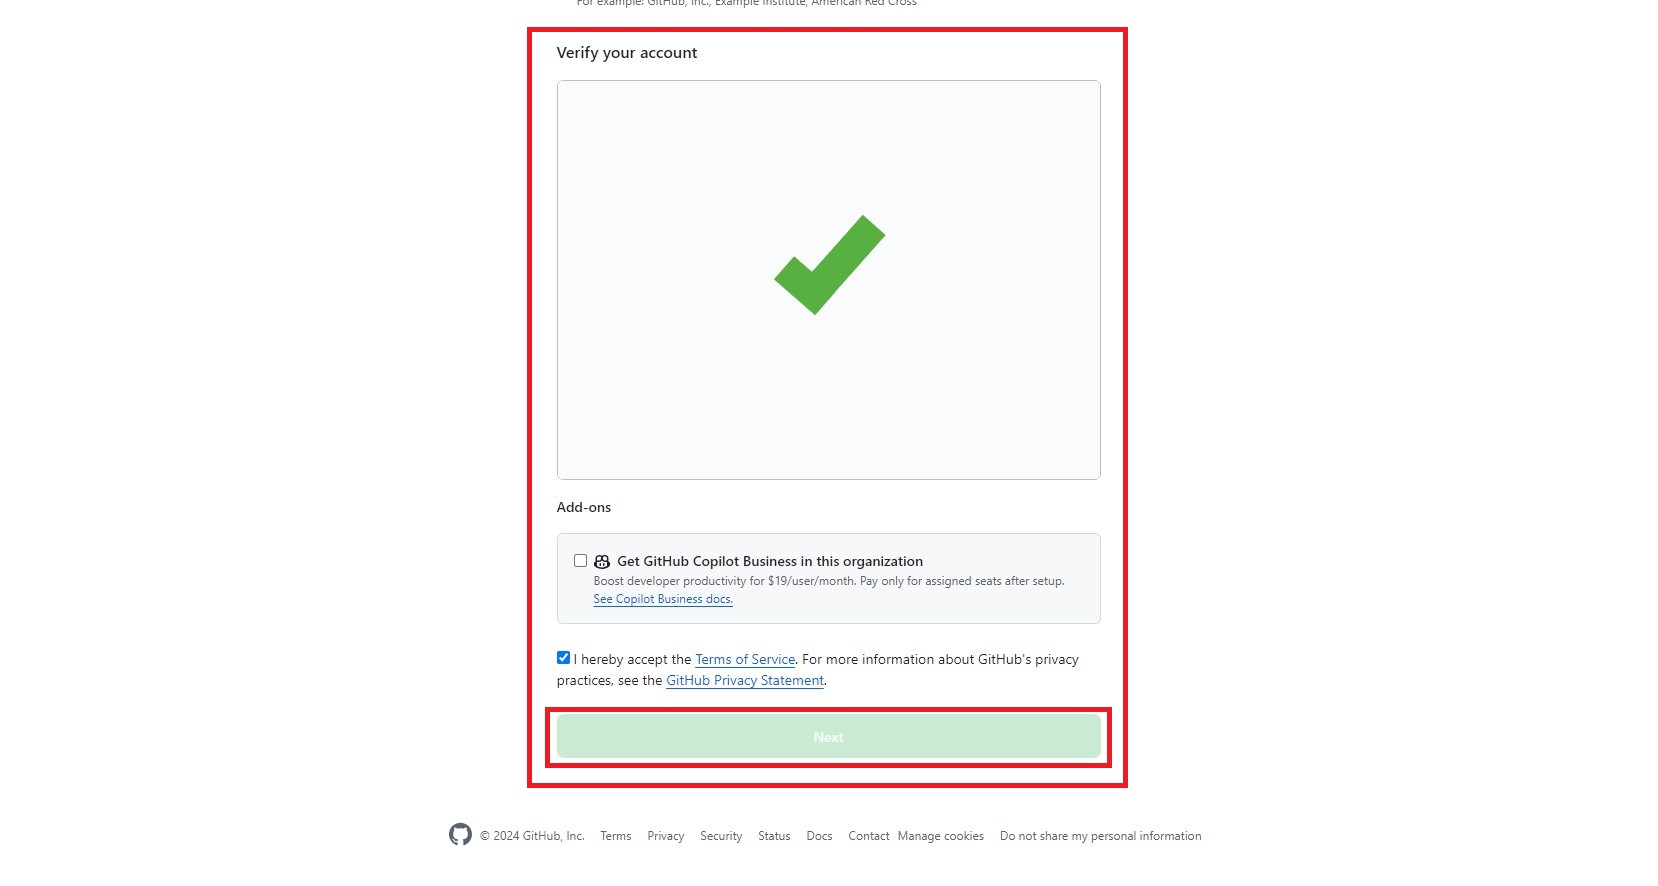 For example: GitHub, Inc., Example Institute, American Red Cross
Verify your account
Add-ons
Get GitHub Copilot Business in this organization
Boost developer productivity for $19/user/month. Pay only for assigned seats after setup.
See Copilot Business docs.
I hereby accept the Terms of Service. For more information about GitHub's privacy
practices, see the GitHub Privacy Statement.
Next
© 2024 GitHub, Inc. Terms Privacy Security Status Docs Contact Manage cookies Do not share my personal information